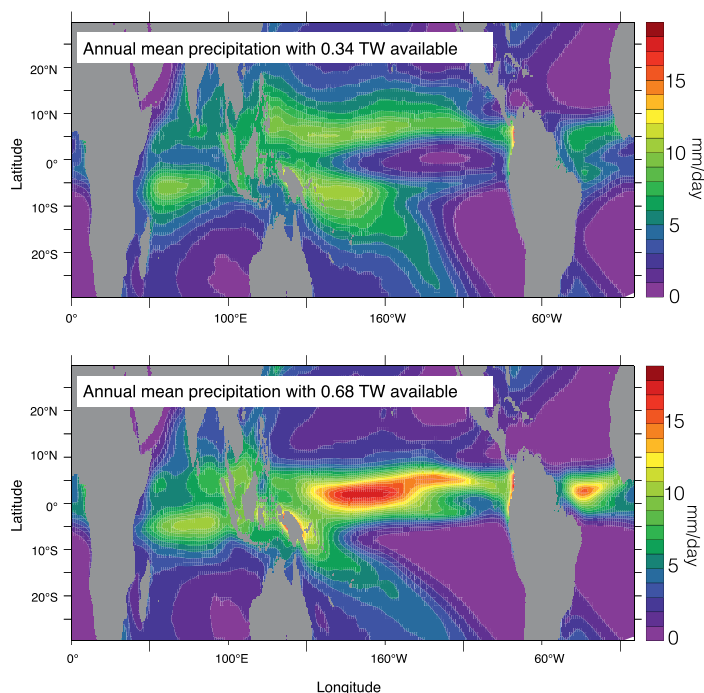 Annual mean precipitation with 0.34 TW available
20°N
10°N
0°
10°S
20°S
Latitude
0°
100°E
160°W
60°W
15
10
5
0
mm/day
Annual mean precipitation with 0.68 TW available
20°N
10°N
0°
10°S
20°S
Latitude
0°
100°E
160°W
60°W
Longitude
15
10
5
0
mm/day